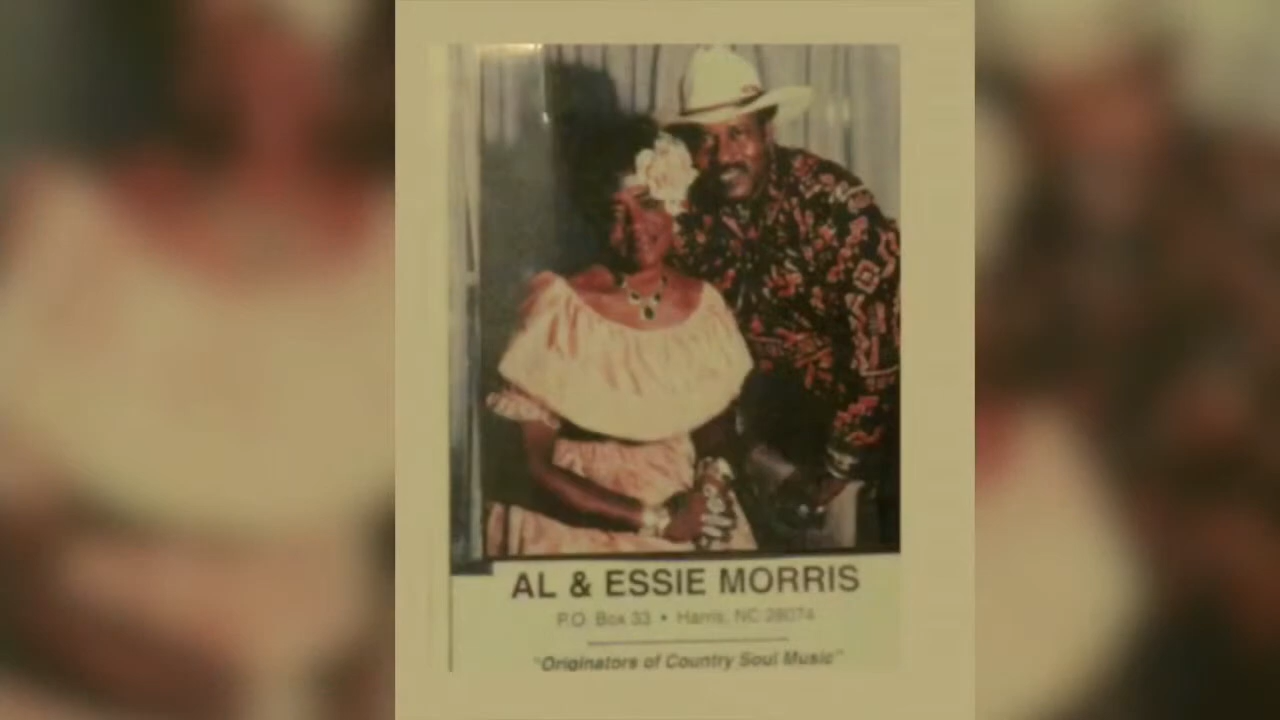 AL & ESSIE MORRIS
P.O. Box 33 • Harris, NC 28074
"Originators of Country Soul Music"